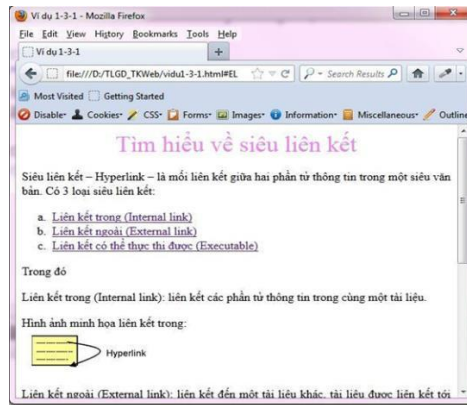 Ví dụ 1-3-1 - Mozilla Firefox
File Edit View History Bookmarks Tools Help
Ví dụ 1-3-1
file:///D:/TLGD_TKWeb/vidu1-3-1.html#EL
Search Results
Most Visited Getting Started
Disable Cookies CSS Forms Images Information Miscellaneous Outline
Tìm hiểu về siêu liên kết
Siêu liên kết – Hyperlink – là mối liên kết giữa hai phần tử thông tin trong một siêu văn
bản. Có 3 loại siêu liên kết:
a. Liên kết trong (Internal link)
b. Liên kết ngoài (External link)
c. Liên kết có thể thực thi được (Executable)
Trong đó
Liên kết trong (Internal link): liên kết các phần tử thông tin trong cùng một tài liệu.
Hình ảnh minh họa liên kết trong:
Hyperlink
Liên kết ngoài (External link): liên kết đến một tài liệu khác, tài liệu được liên kết tới